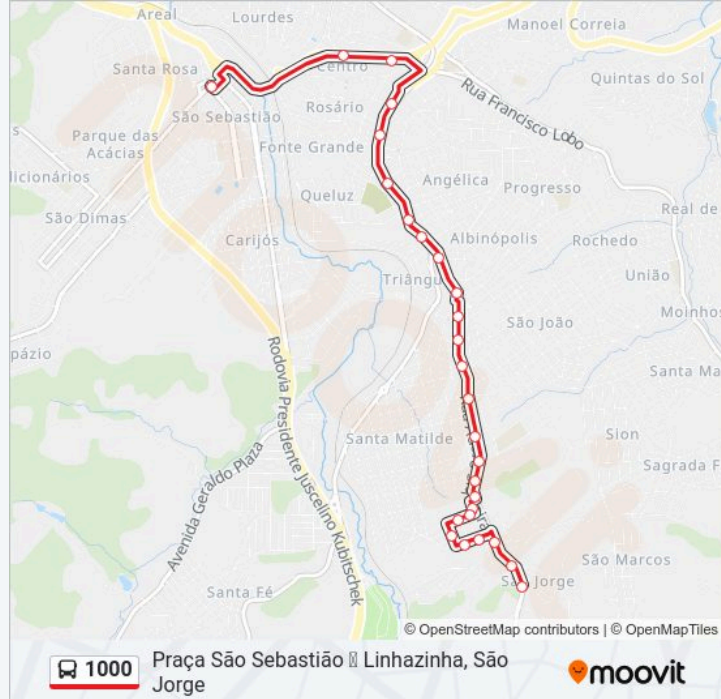 Areal
Lourdes
Manoel Correia
Santa Rosa
Centro
Quintas do Sol
São Sebastião
Rosário
Rua Francisco Lobo
Parque das
Acácias
Fonte Grande
licionários
Angélica
Progresso
Queluz
Real de
São Dimas
Carijós
Albinópolis
Rochedo
União
Triângu
Moinhos
São João
pázio
Santa Ma
Rodovia Presidente Juscelino Kubitschek
Santa Matilde
Sion
Avenida Geraldo Plaza
Sagrada F
São Marcos
São Jorge
Santa Fé
© OpenStreetMap contributors | © OpenMapTiles
1000
Praça São Sebastião Linhazinha, São
Jorge
moovit